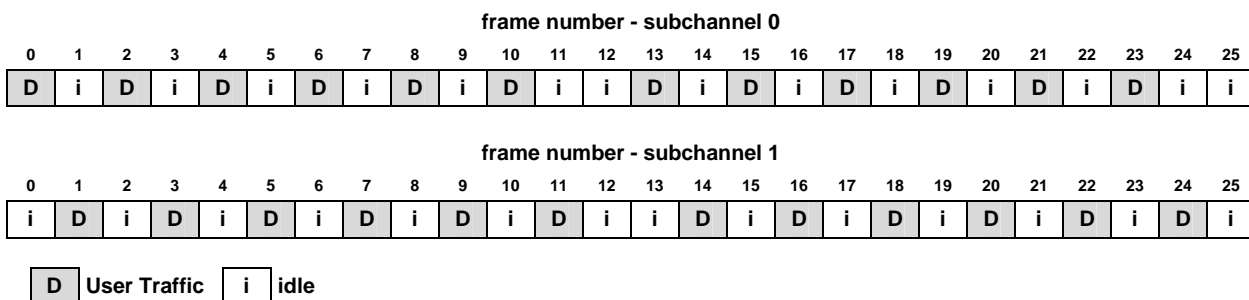 frame number - subchannel 0
0 1 2 3 4 5 6 7 8 9 10 11 12 13 14 15 16 17 18 19 20 21 22 23 24 25
D i D i D i D i D i D i i D i D i D i D i D i D i i
frame number - subchannel 1
0 1 2 3 4 5 6 7 8 9 10 11 12 13 14 15 16 17 18 19 20 21 22 23 24 25
i D i D i D i D i D i D i i D i D i D i D i D i D i
D User Traffic i idle